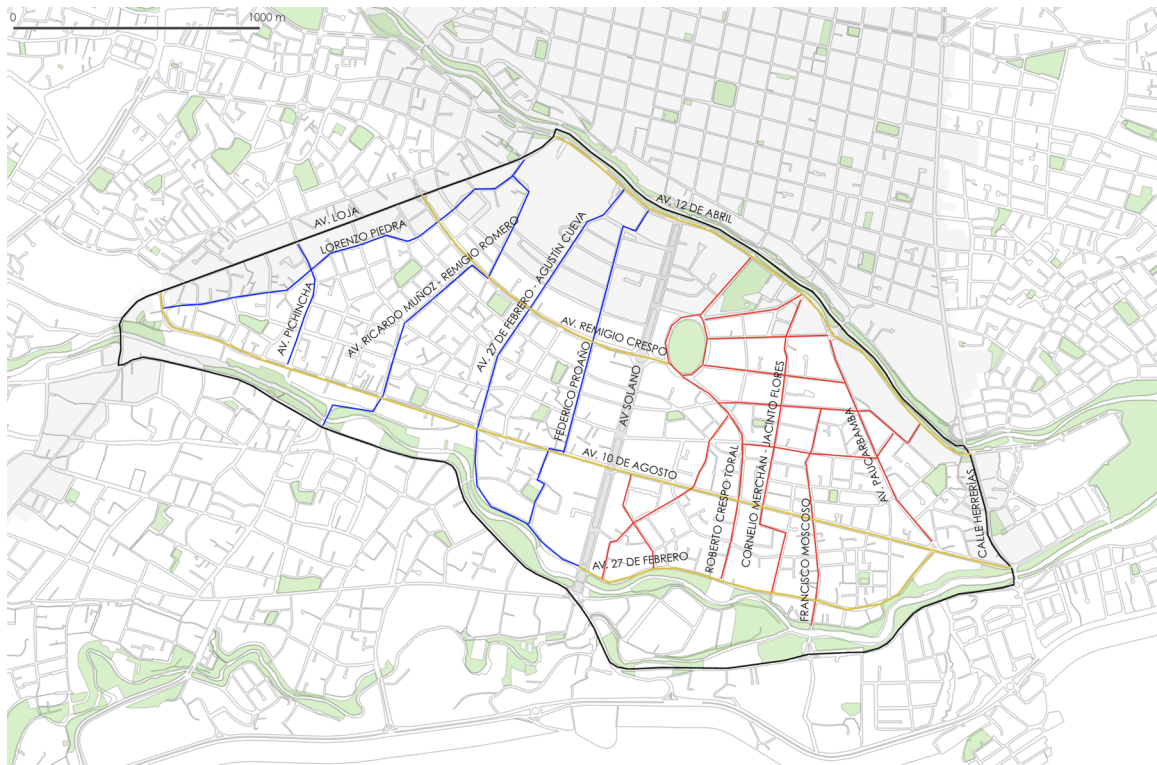 0 1000 m
AV. 12 DE ABRIL
AV. LOJA
LORENZO PIEDRA
AV. RICARDO MUÑOZ - REMIGIO ROMERO
AV. 27 DE FEBRERO - AGUSTÍN CUEVA
AV. PICHINCHA
AV. REMIGIO CRESPO
FEDERICO PROAÑO
AV SOLANO
CORNELIO MERCHÁN - JACINTO FLORES
AV. PAUCARBAMBA
AV. 10 DE AGOSTO
ROBERTO CRESPO TORAL
FRANCISCO MOSCOSO
CALLE HERRERÍAS
AV. 27 DE FEBRERO